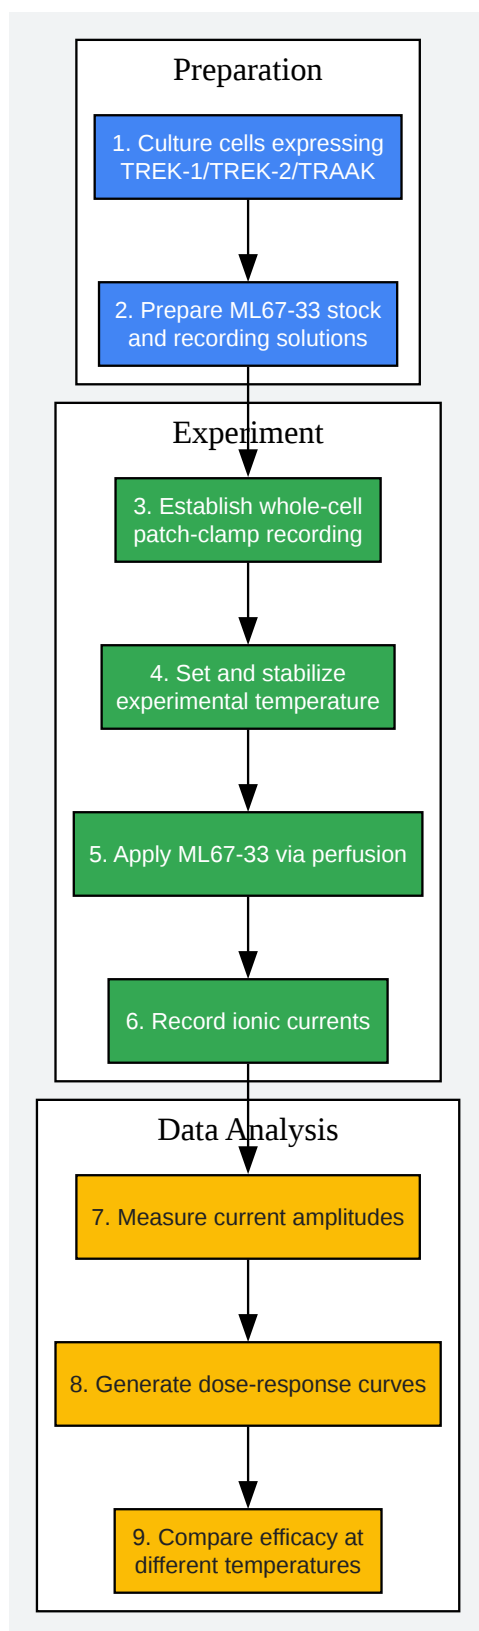 Preparation
1. Culture cells expressing
TREK-1/TREK-2/TRAAK
2. Prepare ML67-33 stock
and recording solutions
Experiment
3. Establish whole-cell
patch-clamp recording
4. Set and stabilize
experimental temperature
5. Apply ML67-33 via perfusion
6. Record ionic currents
Data Analysis
7. Measure current amplitudes
8. Generate dose-response curves
9. Compare efficacy at
different temperatures